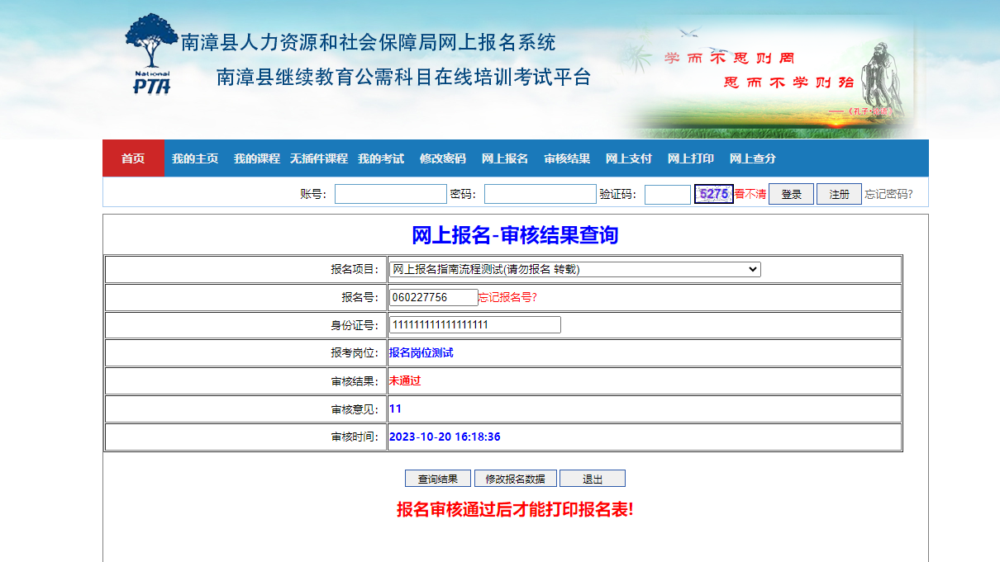 南漳县人力资源和社会保障局网上报名系统
南漳县继续教育公需科目在线培训考试平台
National
PTA
学而不思则罔
思而不学则殆
——《孔子·论语》
首页 我的主页 我的课程 无插件课程 我的考试 修改密码 网上报名 审核结果 网上支付 网上打印 网上查分
账号: 密码: 验证码: 5275 看不清 登录 注册 忘记密码?
网上报名-审核结果查询
报名项目: 网上报名指南流程测试(请勿报名 转载)
报名号: 060227756 忘记报名号?
身份证号: 111111111111111111
报考岗位: 报名岗位测试
审核结果: 未通过
审核意见: 11
审核时间: 2023-10-20 16:18:36
查询结果 修改报名数据 退出
报名审核通过后才能打印报名表!